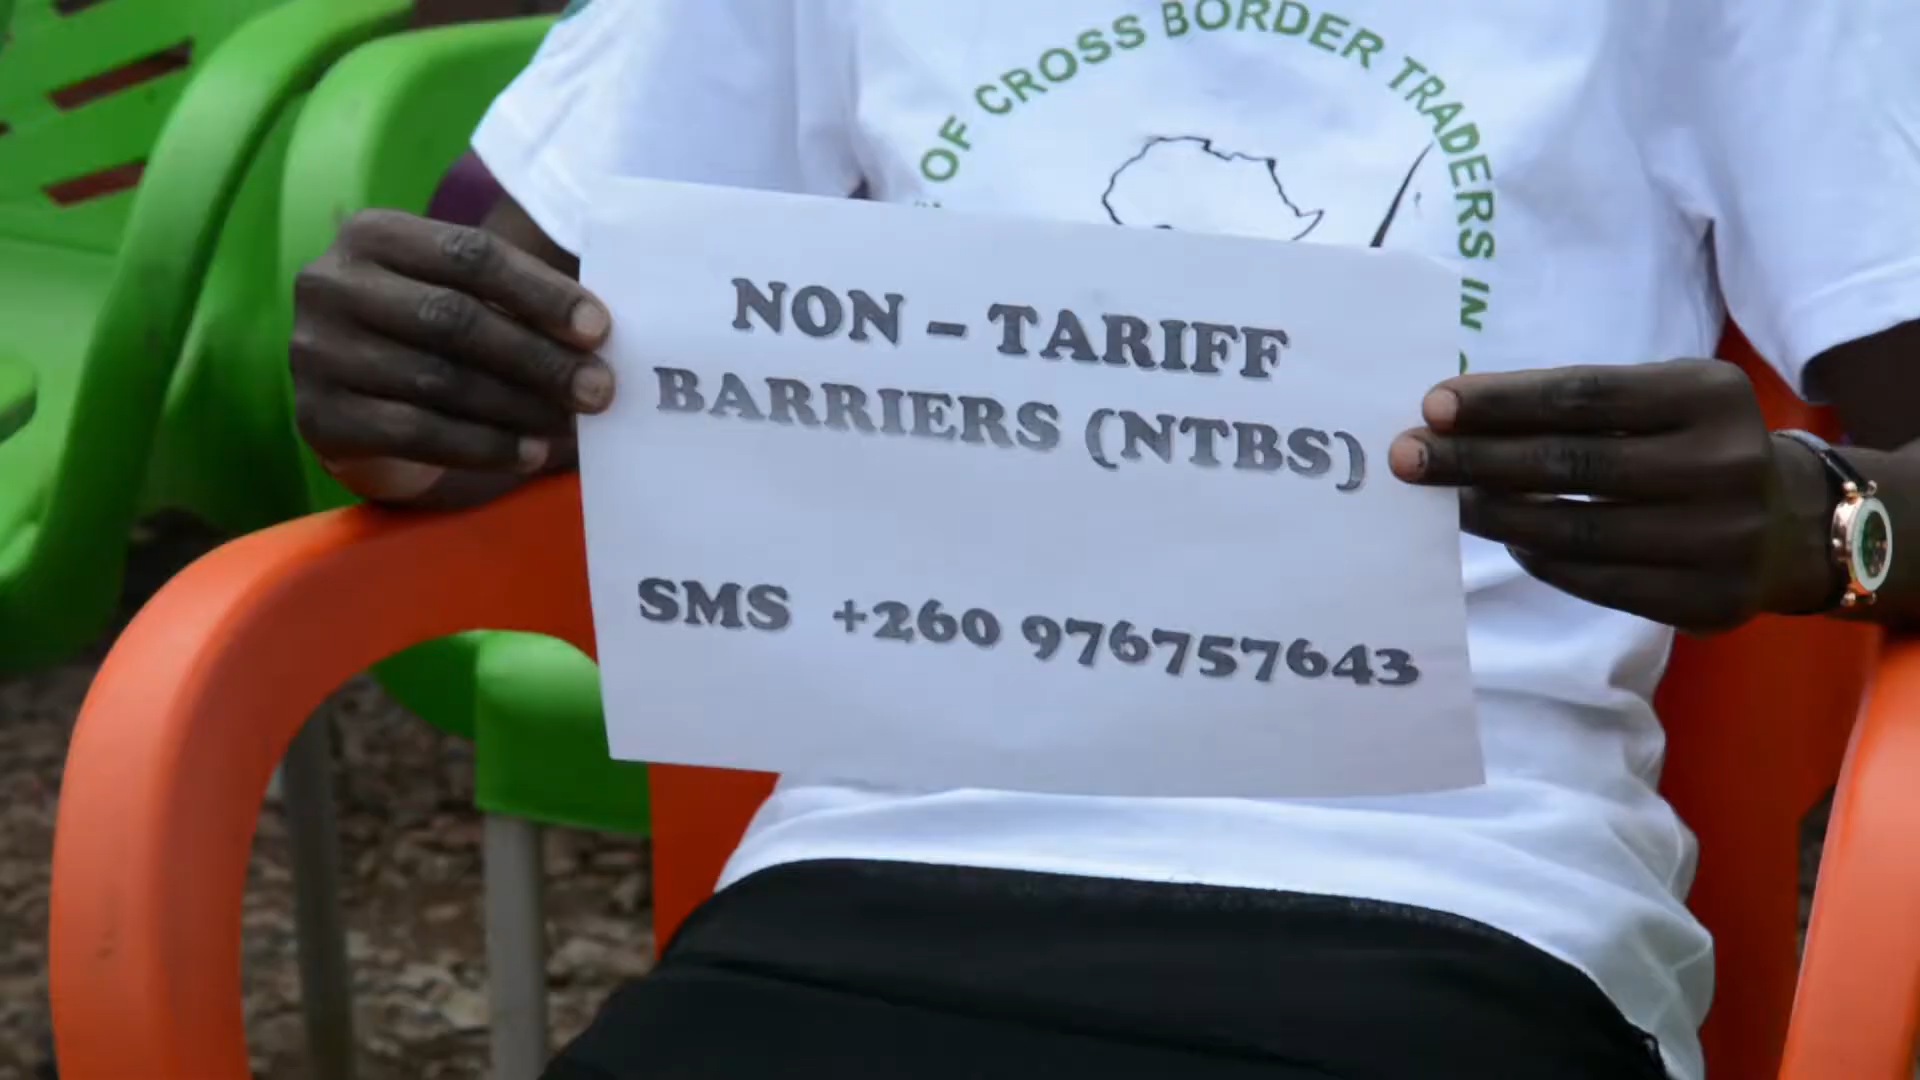 OF CROSS BORDER TRADERS IN
NON – TARIFF
BARRIERS (NTBS)
SMS +260 976757643